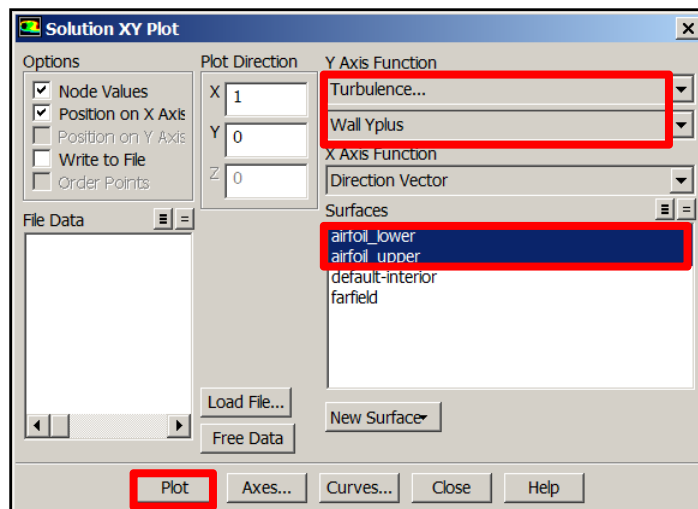 Solution XY Plot
Options
Node Values
Position on X Axis
Position on Y Axis
Write to File
Order Points
Plot Direction
X 1
Y 0
Z 0
Y Axis Function
Turbulence...
Wall Yplus
X Axis Function
Direction Vector
File Data
Surfaces
airfoil_lower
airfoil_upper
default-interior
farfield
Load File...
Free Data
New Surface
Plot
Axes...
Curves...
Close
Help